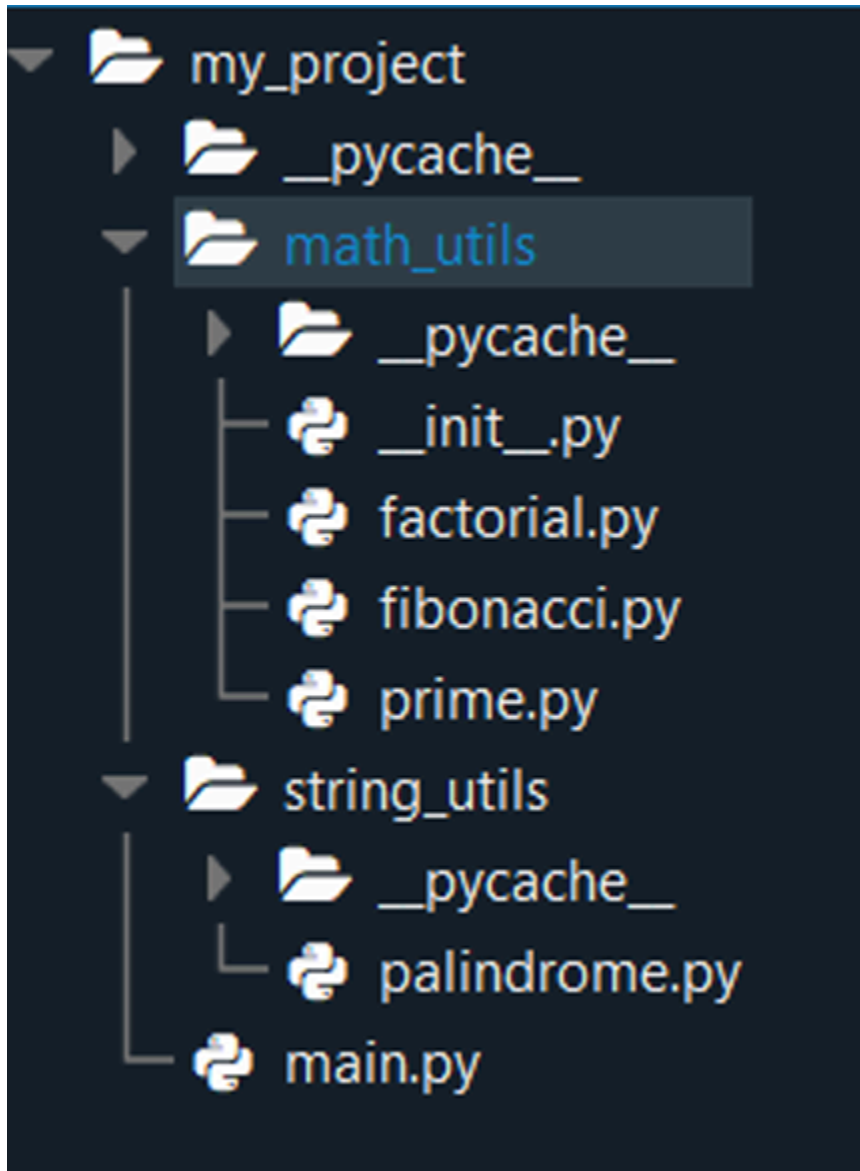 my_project
__pycache__
math_utils
__pycache__
__init__.py
factorial.py
fibonacci.py
prime.py
string_utils
__pycache__
palindrome.py
main.py